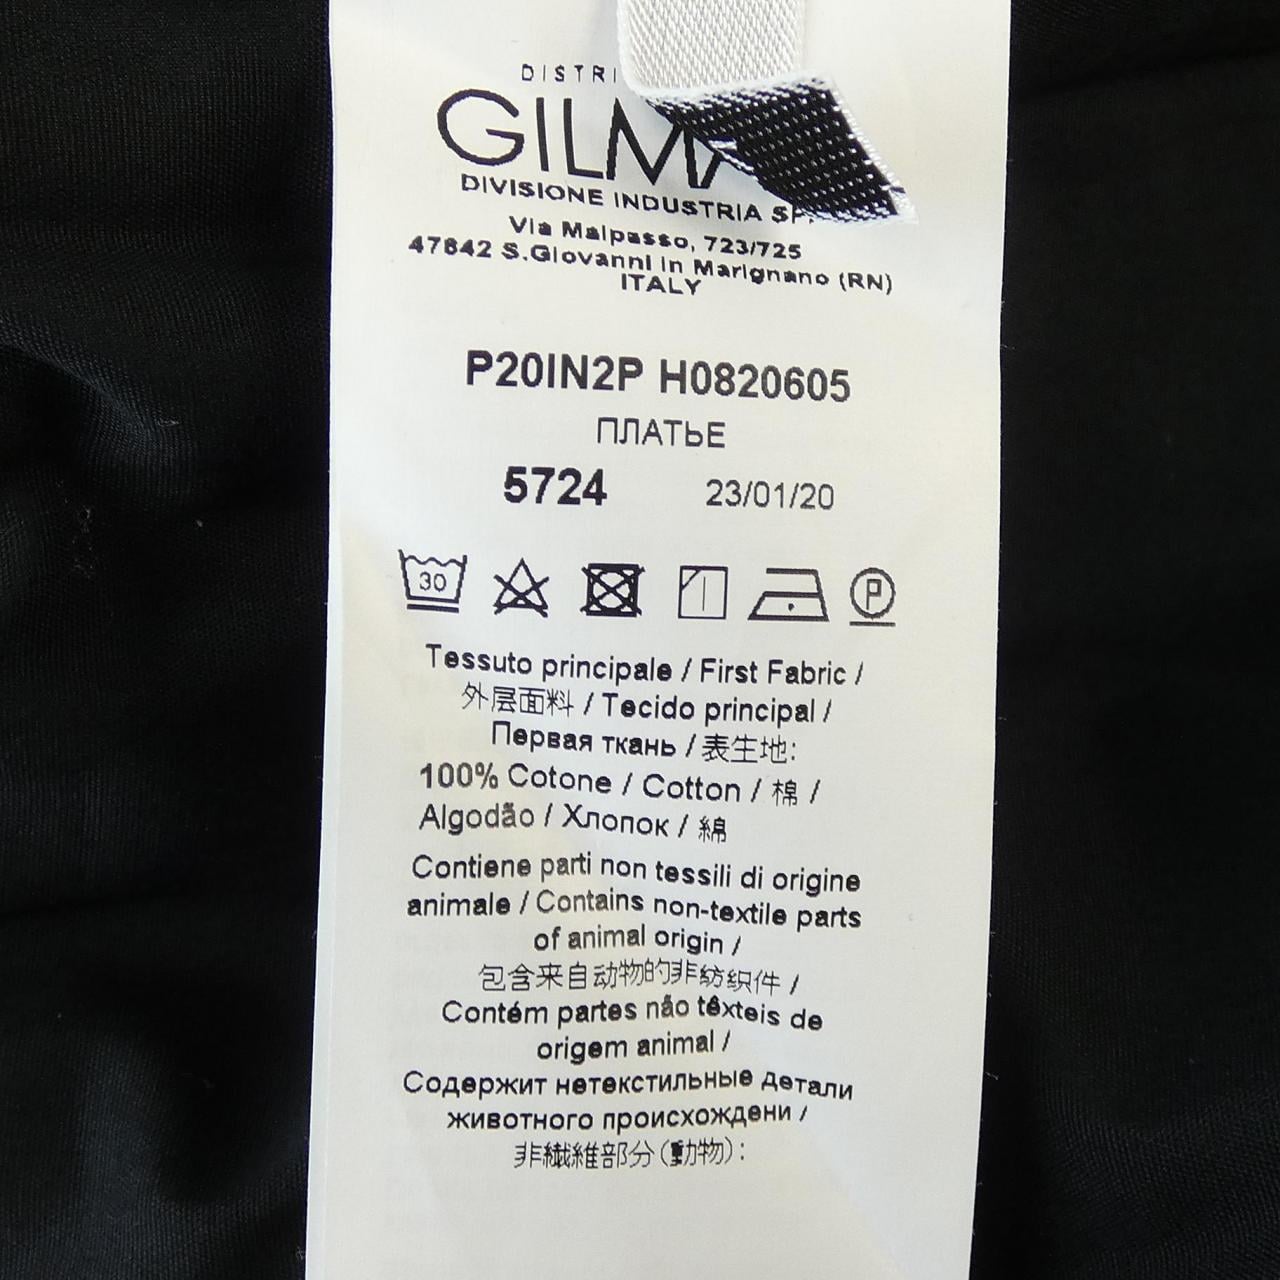 DISTRI
GILM
DIVISIONE INDUSTRIA SP
Via Malpasso, 723/725
47842 S.Giovanni in Marignano (RN)
ITALY
P20IN2P H0820605
ПЛАТЬЕ
5724 23/01/20
30 P
Tessuto principale / First Fabric /
外层面料 / Tecido principal /
Первая ткань / 表生地:
100% Cotone / Cotton / 棉 /
Algodão / Хлопок / 綿
Contiene parti non tessili di origine
animale / Contains non-textile parts
of animal origin /
包含来自动物的非纺织件 /
Contém partes não têxteis de
origem animal /
Содержит нетекстильные детали
животного происхождени /
非繊維部分(動物):